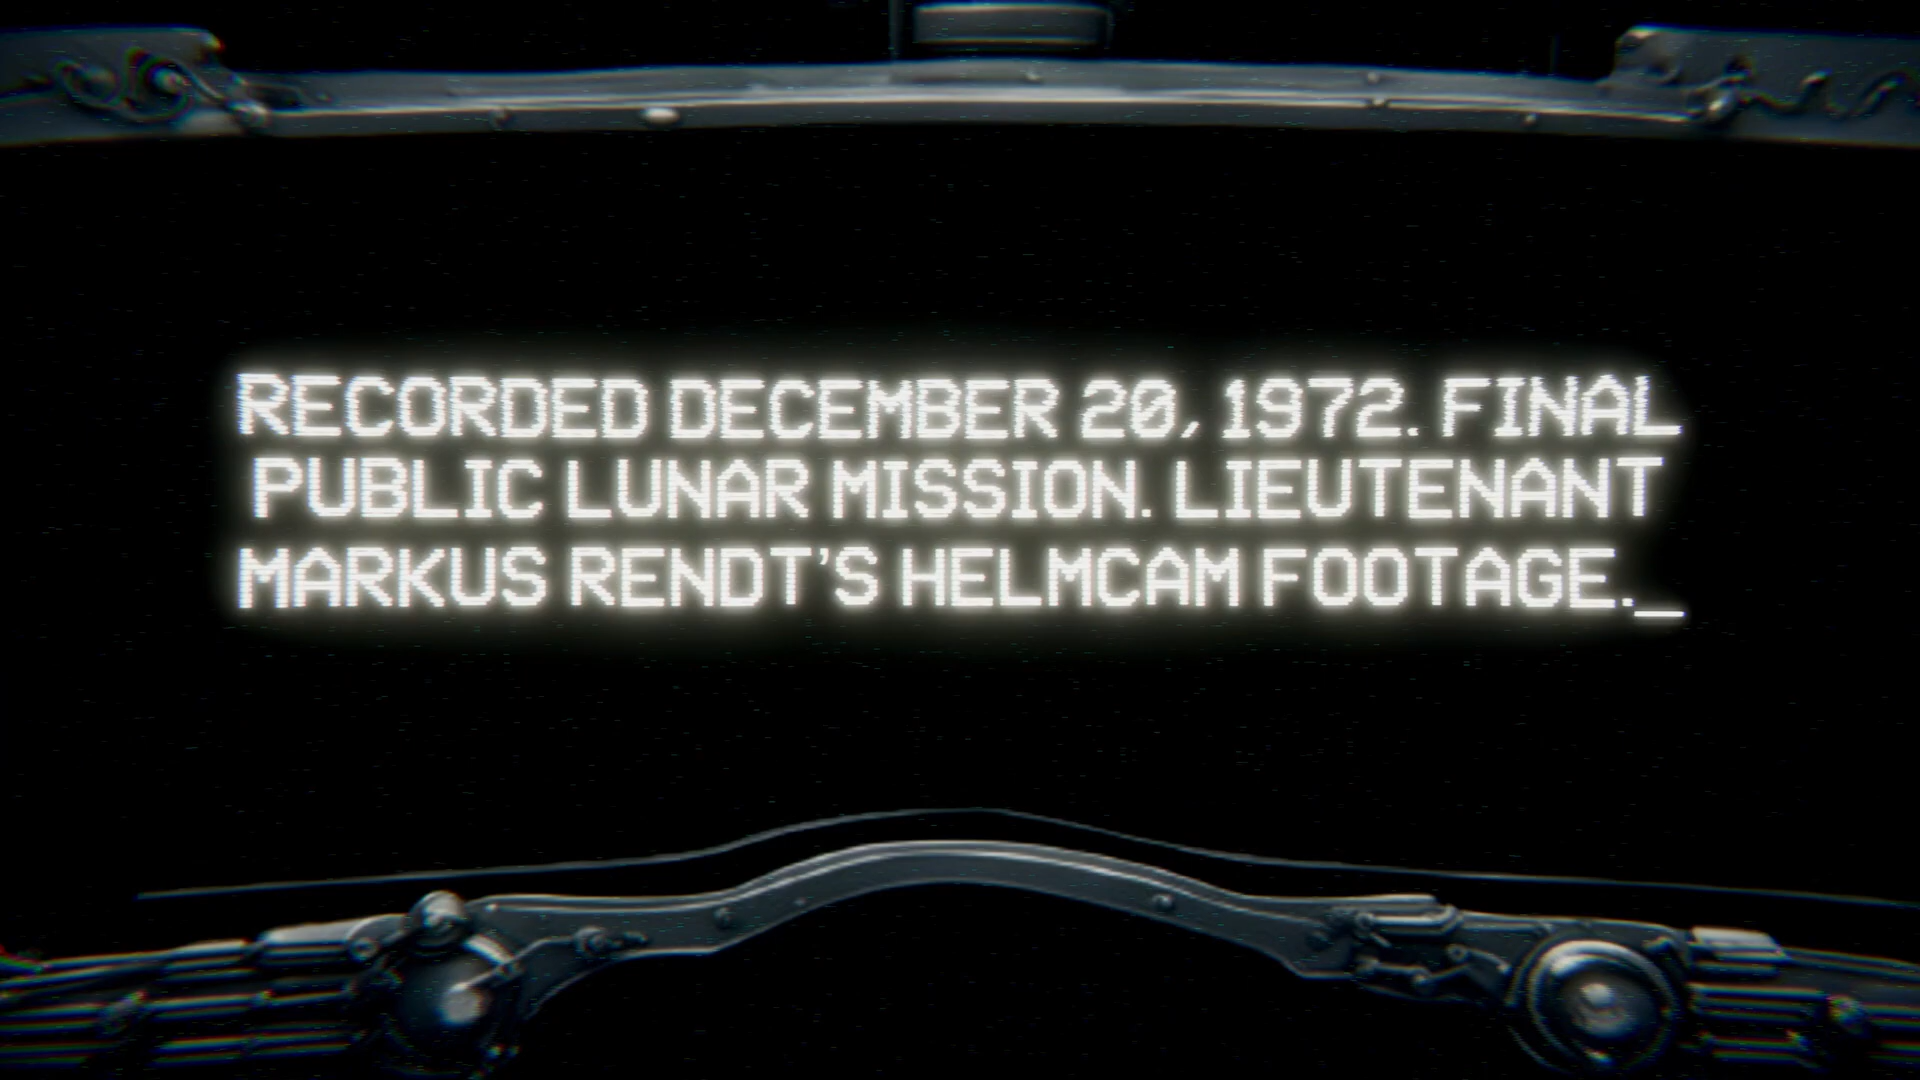 RECORDED DECEMBER 20, 1972. FINAL
PUBLIC LUNAR MISSION. LIEUTENANT
MARKUS RENDT'S HELMCAM FOOTAGE._